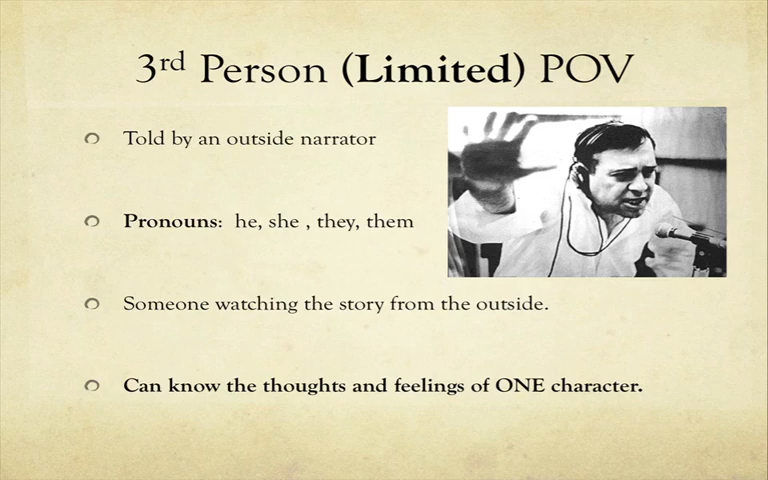 3rd Person (Limited) POV
Told by an outside narrator
Pronouns:  he, she , they, them
Someone watching the story from the outside.
Can know the thoughts and feelings of ONE character.